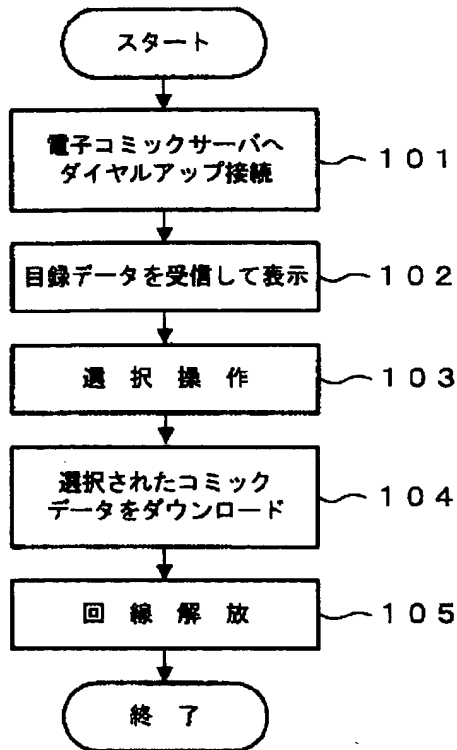 スタート
電子コミックサーバへ
ダイヤルアップ接続
101
目録データを受信して表示
102
選択操作
103
選択されたコミック
データをダウンロード
104
回線解放
105
終了